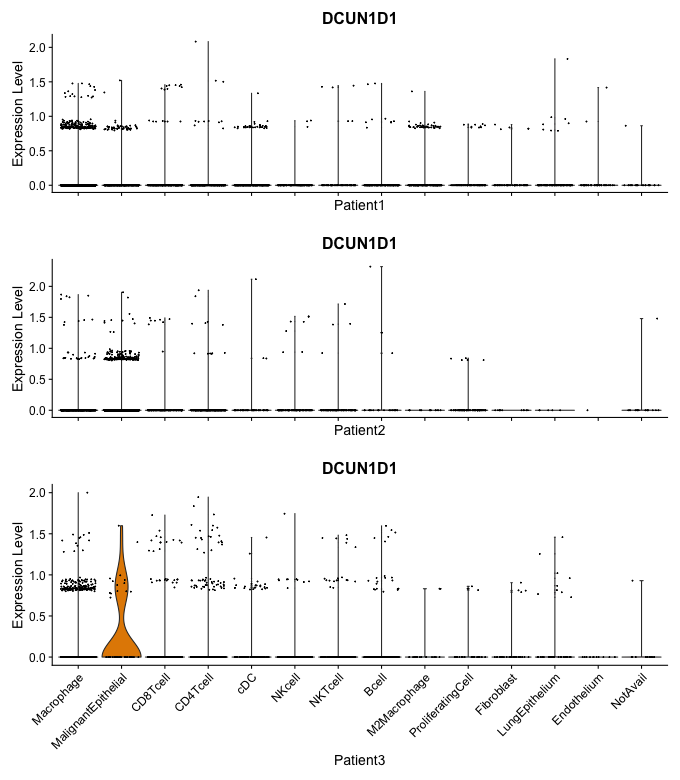 DCUN1D1
Expression Level
2.0
1.5
1.0
0.5
0.0
Patient1
DCUN1D1
Expression Level
2.0
1.5
1.0
0.5
0.0
Patient2
DCUN1D1
Expression Level
2.0
1.5
1.0
0.5
0.0
Macrophage
MalignantEpithelial
CD8Tcell
CD4Tcell
cDC
NKcell
NKTcell
Bcell
M2Macrophage
ProliferatingCell
Fibroblast
LungEpithelium
Endothelium
NotAvail
Patient3